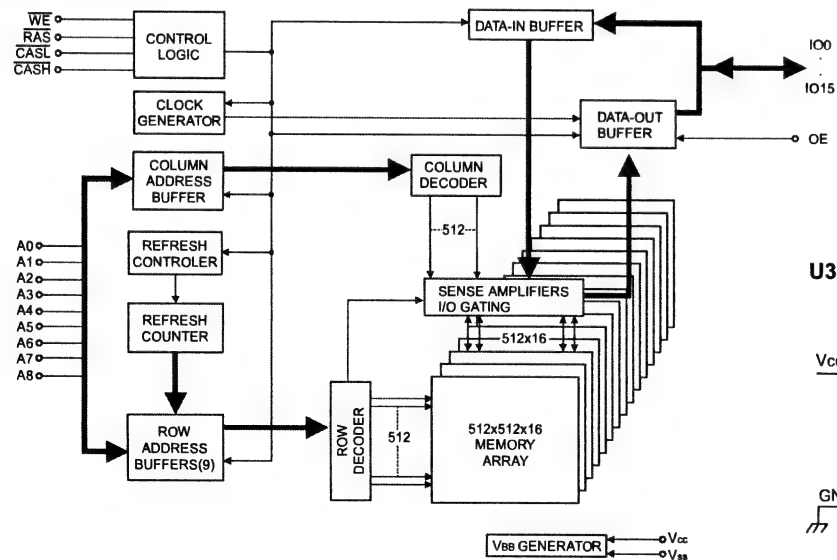 WE
RAS
CASL
CASH
CONTROL
LOGIC
DATA-IN BUFFER
IO0
.
.
IO15
CLOCK
GENERATOR
DATA-OUT
BUFFER
OE
COLUMN
ADDRESS
BUFFER
COLUMN
DECODER
512
A0
A1
A2
A3
A4
A5
A6
A7
A8
REFRESH
CONTROLER
REFRESH
COUNTER
SENSE AMPLIFIERS
I/O GATING
512x16
U3
ROW
ADDRESS
BUFFERS(9)
ROW
DECODER
512
512x512x16
MEMORY
ARRAY
VBB GENERATOR
Vcc
Vss